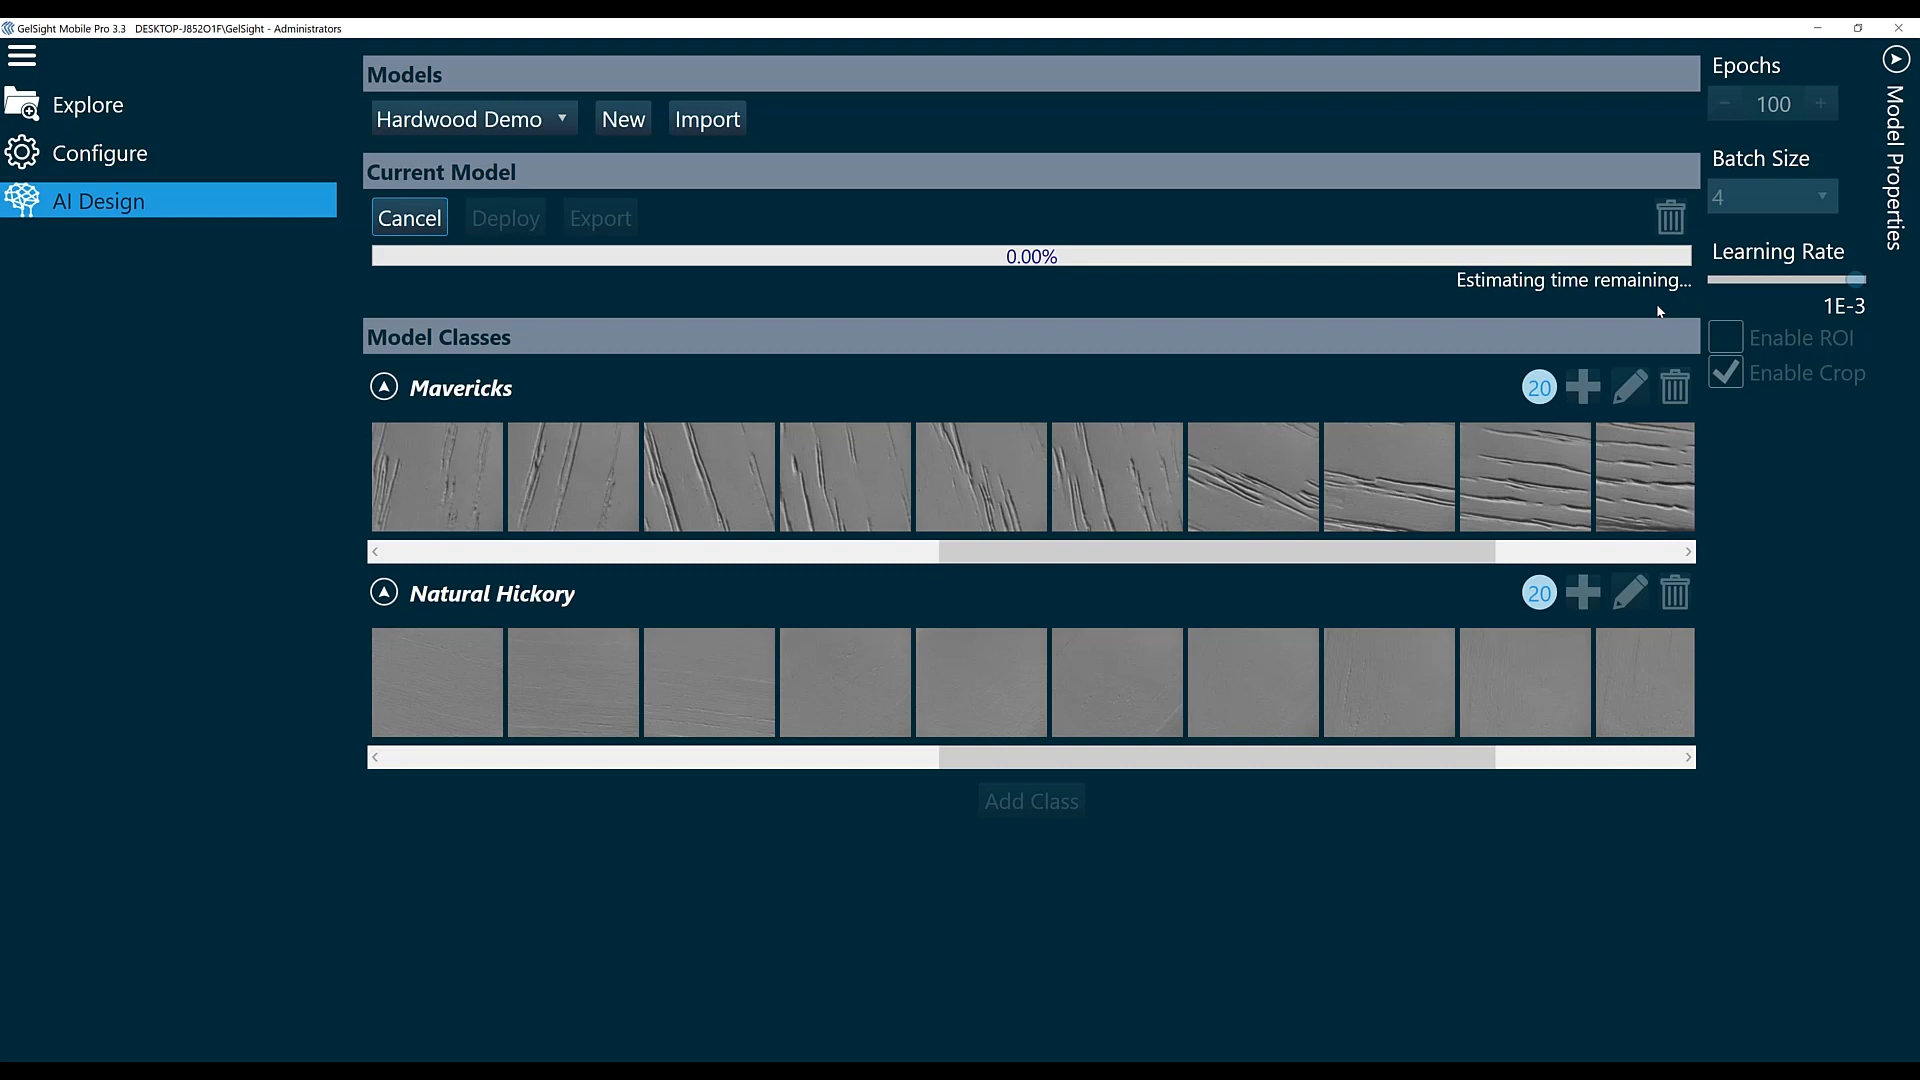 GelSight Mobile Pro 3.3 DESKTOP-J852O1F\GelSight - Administrators
Explore
Configure
AI Design
Models
Hardwood Demo
New
Import
Current Model
Cancel
Deploy
Export
0.00%
Estimating time remaining...
Model Classes
Mavericks
20
Natural Hickory
20
Add Class
Epochs
- 100 +
Batch Size
4
Learning Rate
1E-3
Enable ROI
Enable Crop
Model Properties